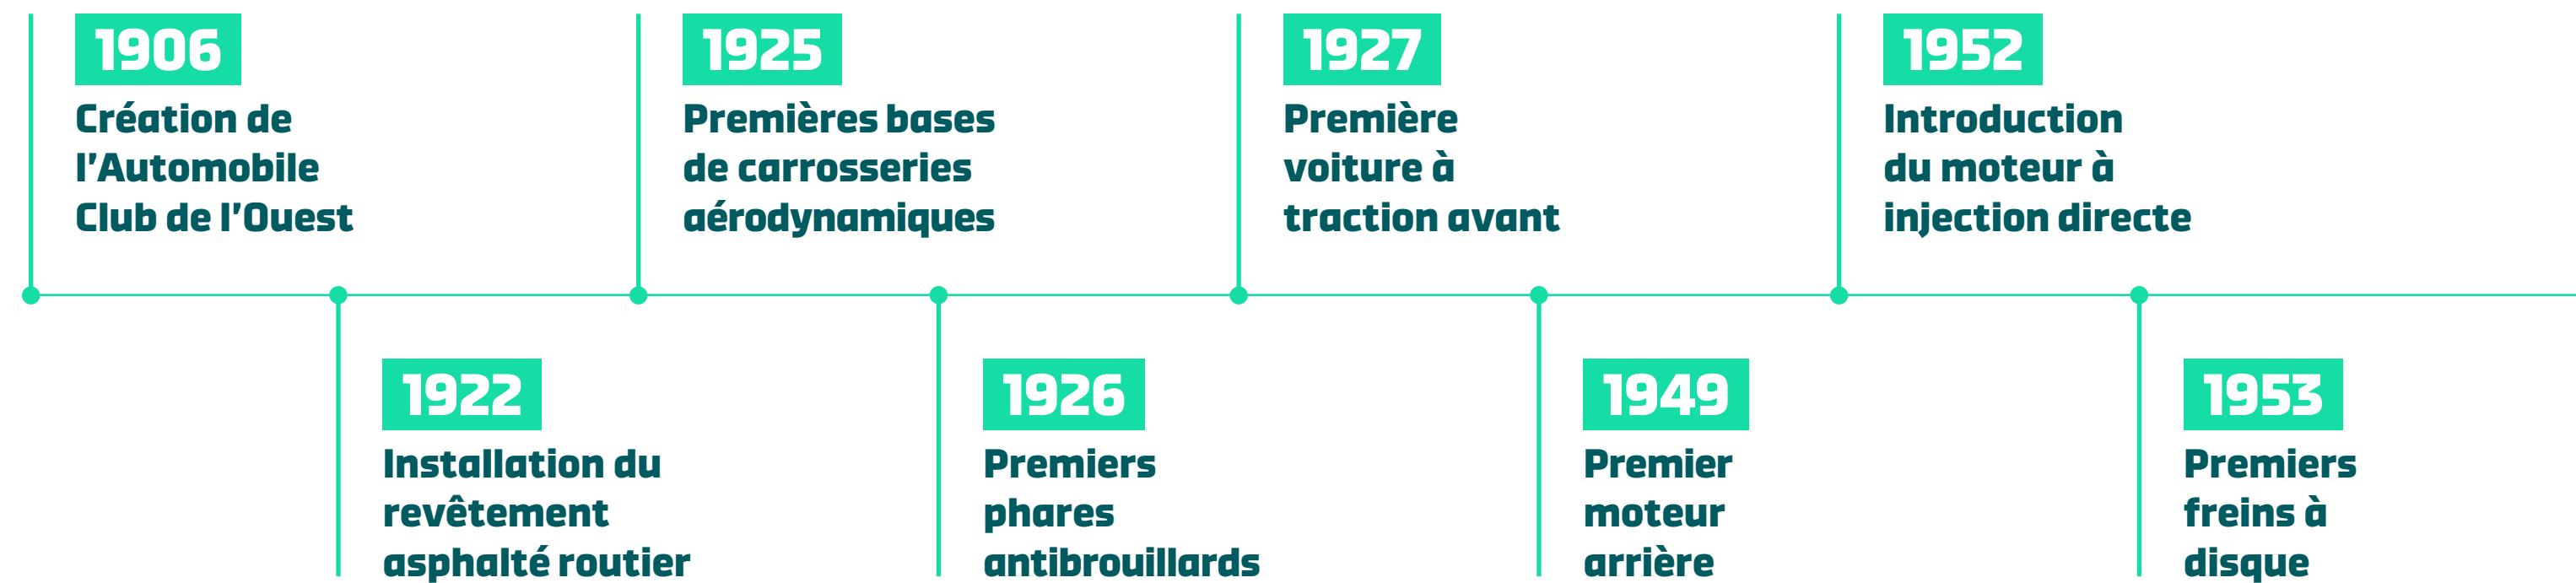 1906
Création de
l’Automobile
Club de l’Ouest
1922
Installation du
revêtement
asphalté routier
1925
Premières bases
de carrosseries
aérodynamiques
1926
Premiers
phares
antibrouillards
1927
Première
voiture à
traction avant
1949
Premier
moteur
arrière
1952
Introduction
du moteur à
injection directe
1953
Premiers
freins à
disque